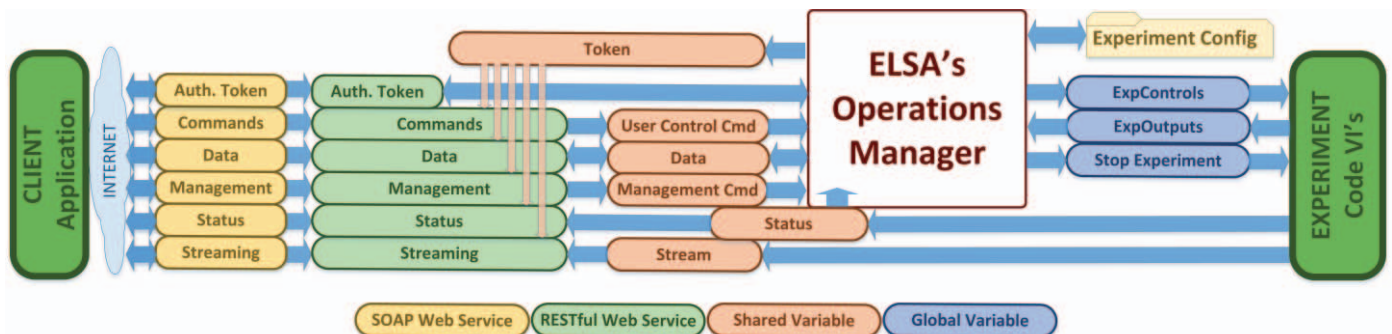 CLIENT
Application
INTERNET
Auth. Token
Commands
Data
Management
Status
Streaming
Auth. Token
Commands
Data
Management
Status
Streaming
Token
User Control Cmd
Data
Management Cmd
Status
Stream
ELSA's
Operations
Manager
Experiment Config
ExpControls
ExpOutputs
Stop Experiment
EXPERIMENT
Code VI's
SOAP Web Service
RESTful Web Service
Shared Variable
Global Variable